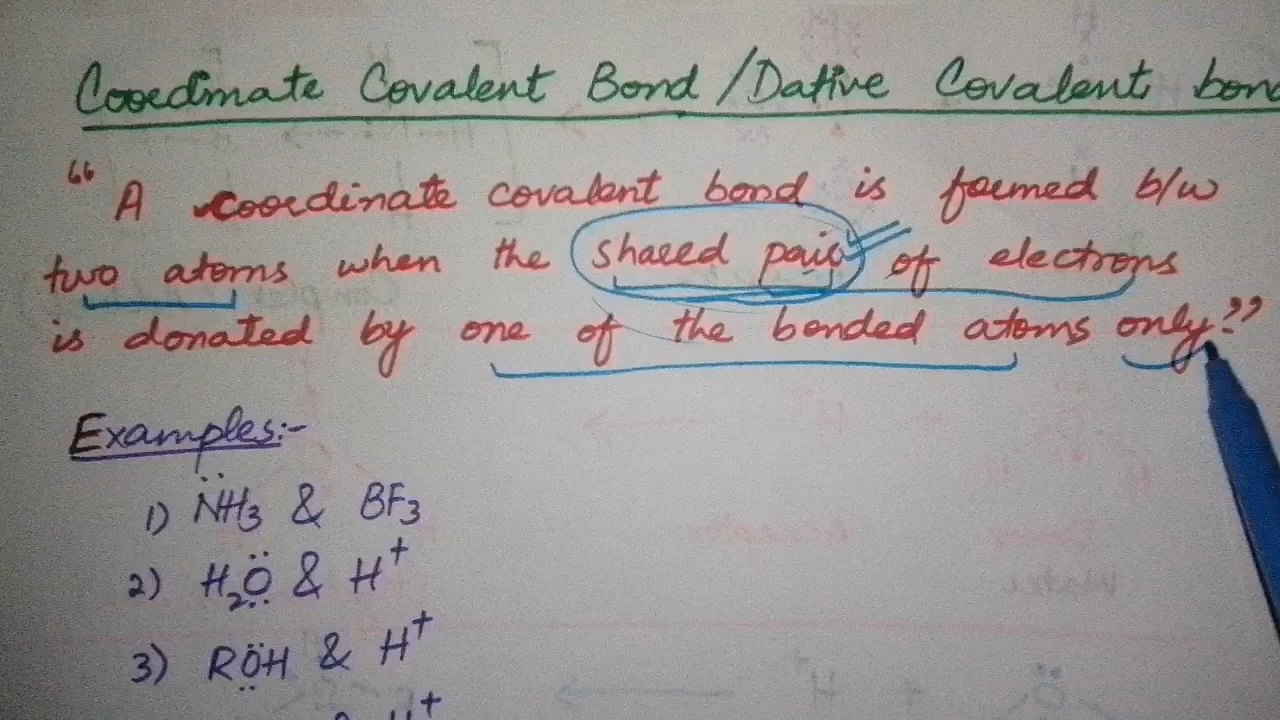 Coordinate Covalent Bond / Dative Covalent bond
“ A coordinate covalent bond is formed b/w
two atoms when the shared pair of electrons
is donated by one of the bonded atoms only.”
Examples:-
1) N̈H₃ & BF₃
2) H₂Ö & H⁺
3) RÖH & H⁺
& H⁺